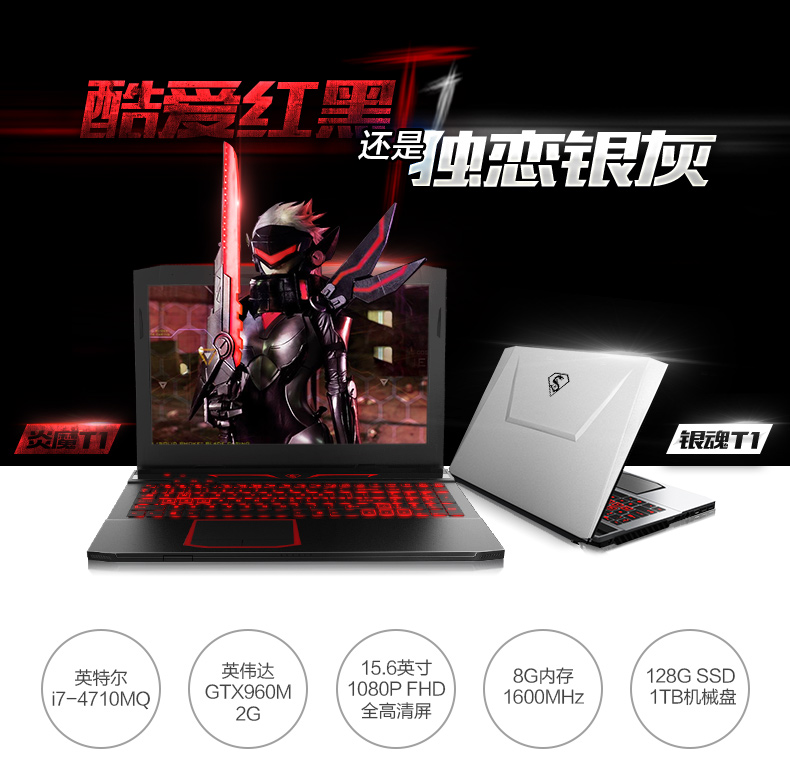 酷爱红黑
还是独恋银灰
炎魔T1
银魂T1
英特尔
i7-4710MQ
英伟达
GTX960M
2G
15.6英寸
1080P FHD
全高清屏
8G内存
1600MHz
128G SSD
1TB机械盘